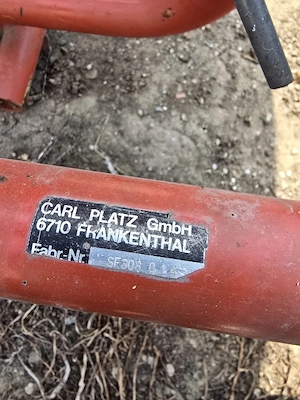 CARL PLATZ GmbH
6710 FRANKENTHAL
Fabr.-Nr.